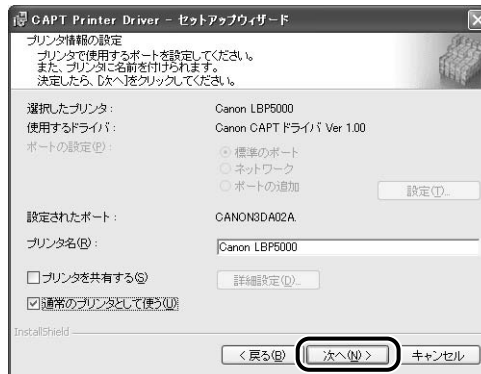 CAPT Printer Driver - セットアップウィザード
プリンタ情報の設定
プリンタで使用するポートを設定してください。
また、プリンタに名前を付けられます。
決定したら、[次へ]をクリックしてください。
選択したプリンタ： Canon LBP5000
使用するドライバ： Canon CAPT ドライバ Ver 1.00
ポートの設定(P)： 標準のポート
ネットワーク
ポートの追加 設定(T)...
設定されたポート： CANON3DA02A.
プリンタ名(R)： Canon LBP5000
プリンタを共有する(S) 詳細設定(D)...
通常のプリンタとして使う(U)
InstallShield
< 戻る(B) 次へ(N) > キャンセル